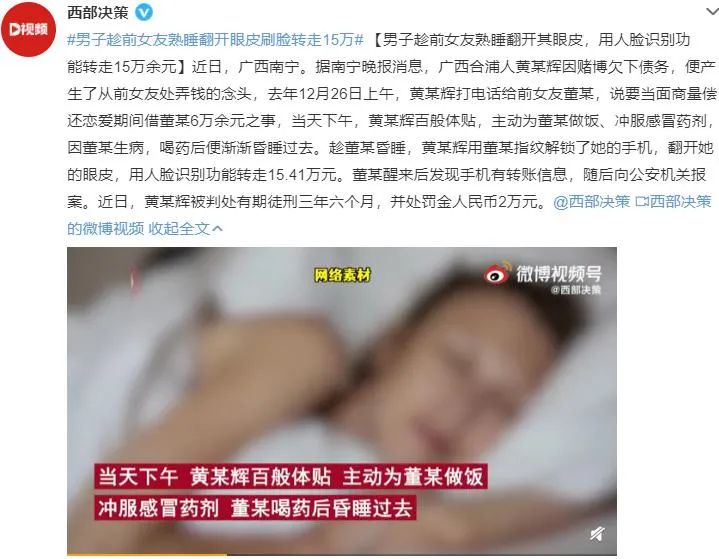 D视频
西部决策
#男子趁前女友熟睡翻开眼皮刷脸转走15万# 【男子趁前女友熟睡翻开其眼皮，用人脸识别功
能转走15万余元】近日，广西南宁。据南宁晚报消息，广西合浦人黄某辉因赌博欠下债务，便产
生了从前女友处弄钱的念头，去年12月26日上午，黄某辉打电话给前女友董某，说要当面商量偿
还恋爱期间借董某6万余元之事，当天下午，黄某辉百般体贴，主动为董某做饭、冲服感冒药剂，
因董某生病，喝药后便渐渐昏睡过去。趁董某昏睡，黄某辉用董某指纹解锁了她的手机，翻开她
的眼皮，用人脸识别功能转走15.41万元。董某醒来后发现手机有转账信息，随后向公安机关报
案。近日，黄某辉被判处有期徒刑三年六个月，并处罚金人民币2万元。@西部决策 西部决策
的微博视频 收起全文
网络素材
微博视频号
@西部决策
当天下午 黄某辉百般体贴 主动为董某做饭
冲服感冒药剂 董某喝药后昏睡过去